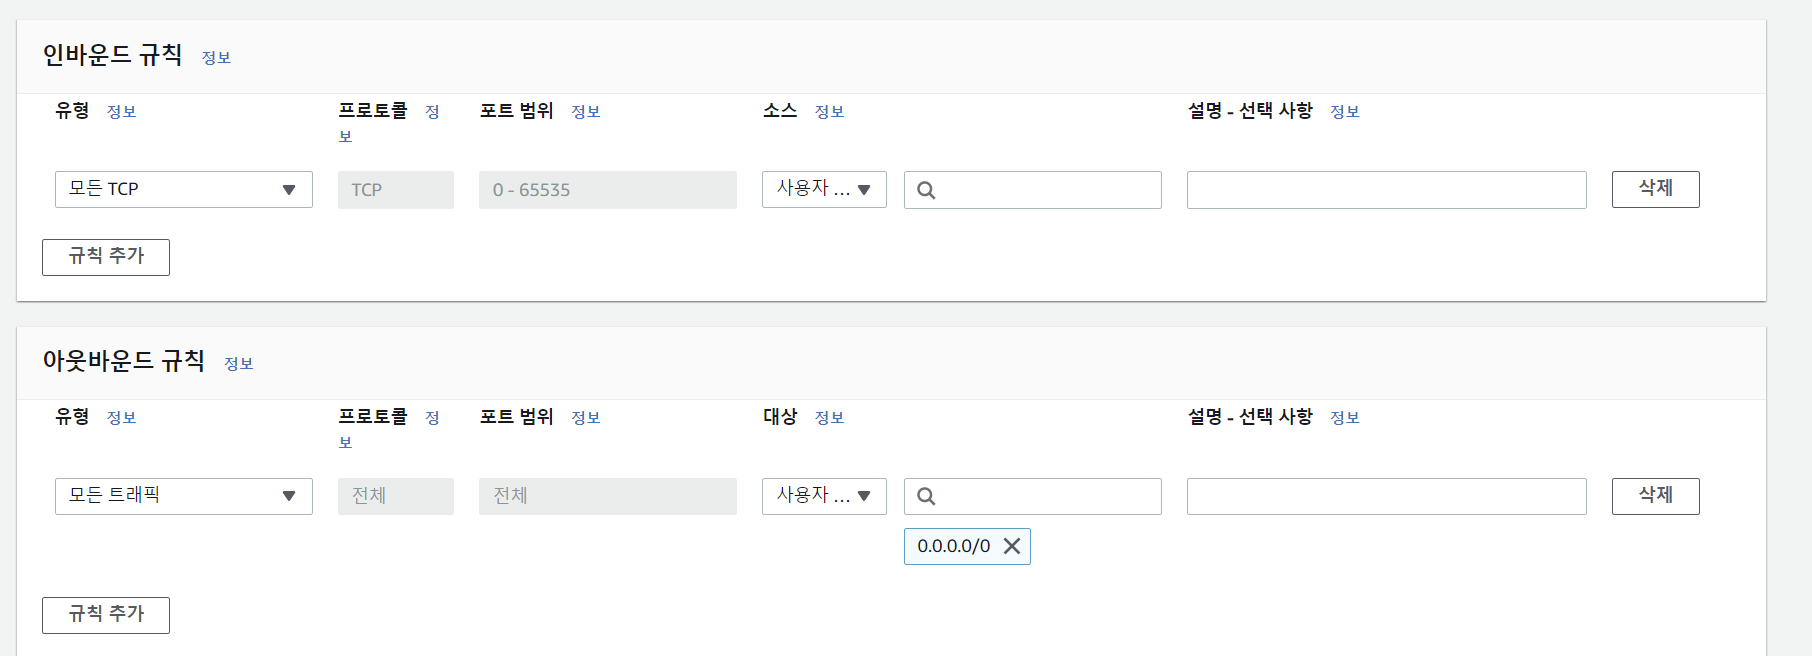 인바운드 규칙 정보
유형 정보 프로토콜 정보 포트 범위 정보 소스 정보 설명 - 선택 사항 정보
모든 TCP TCP 0 - 65535 사용자 ... 삭제
규칙 추가
아웃바운드 규칙 정보
유형 정보 프로토콜 정보 포트 범위 정보 대상 정보 설명 - 선택 사항 정보
모든 트래픽 전체 전체 사용자 ... 삭제
0.0.0.0/0
규칙 추가